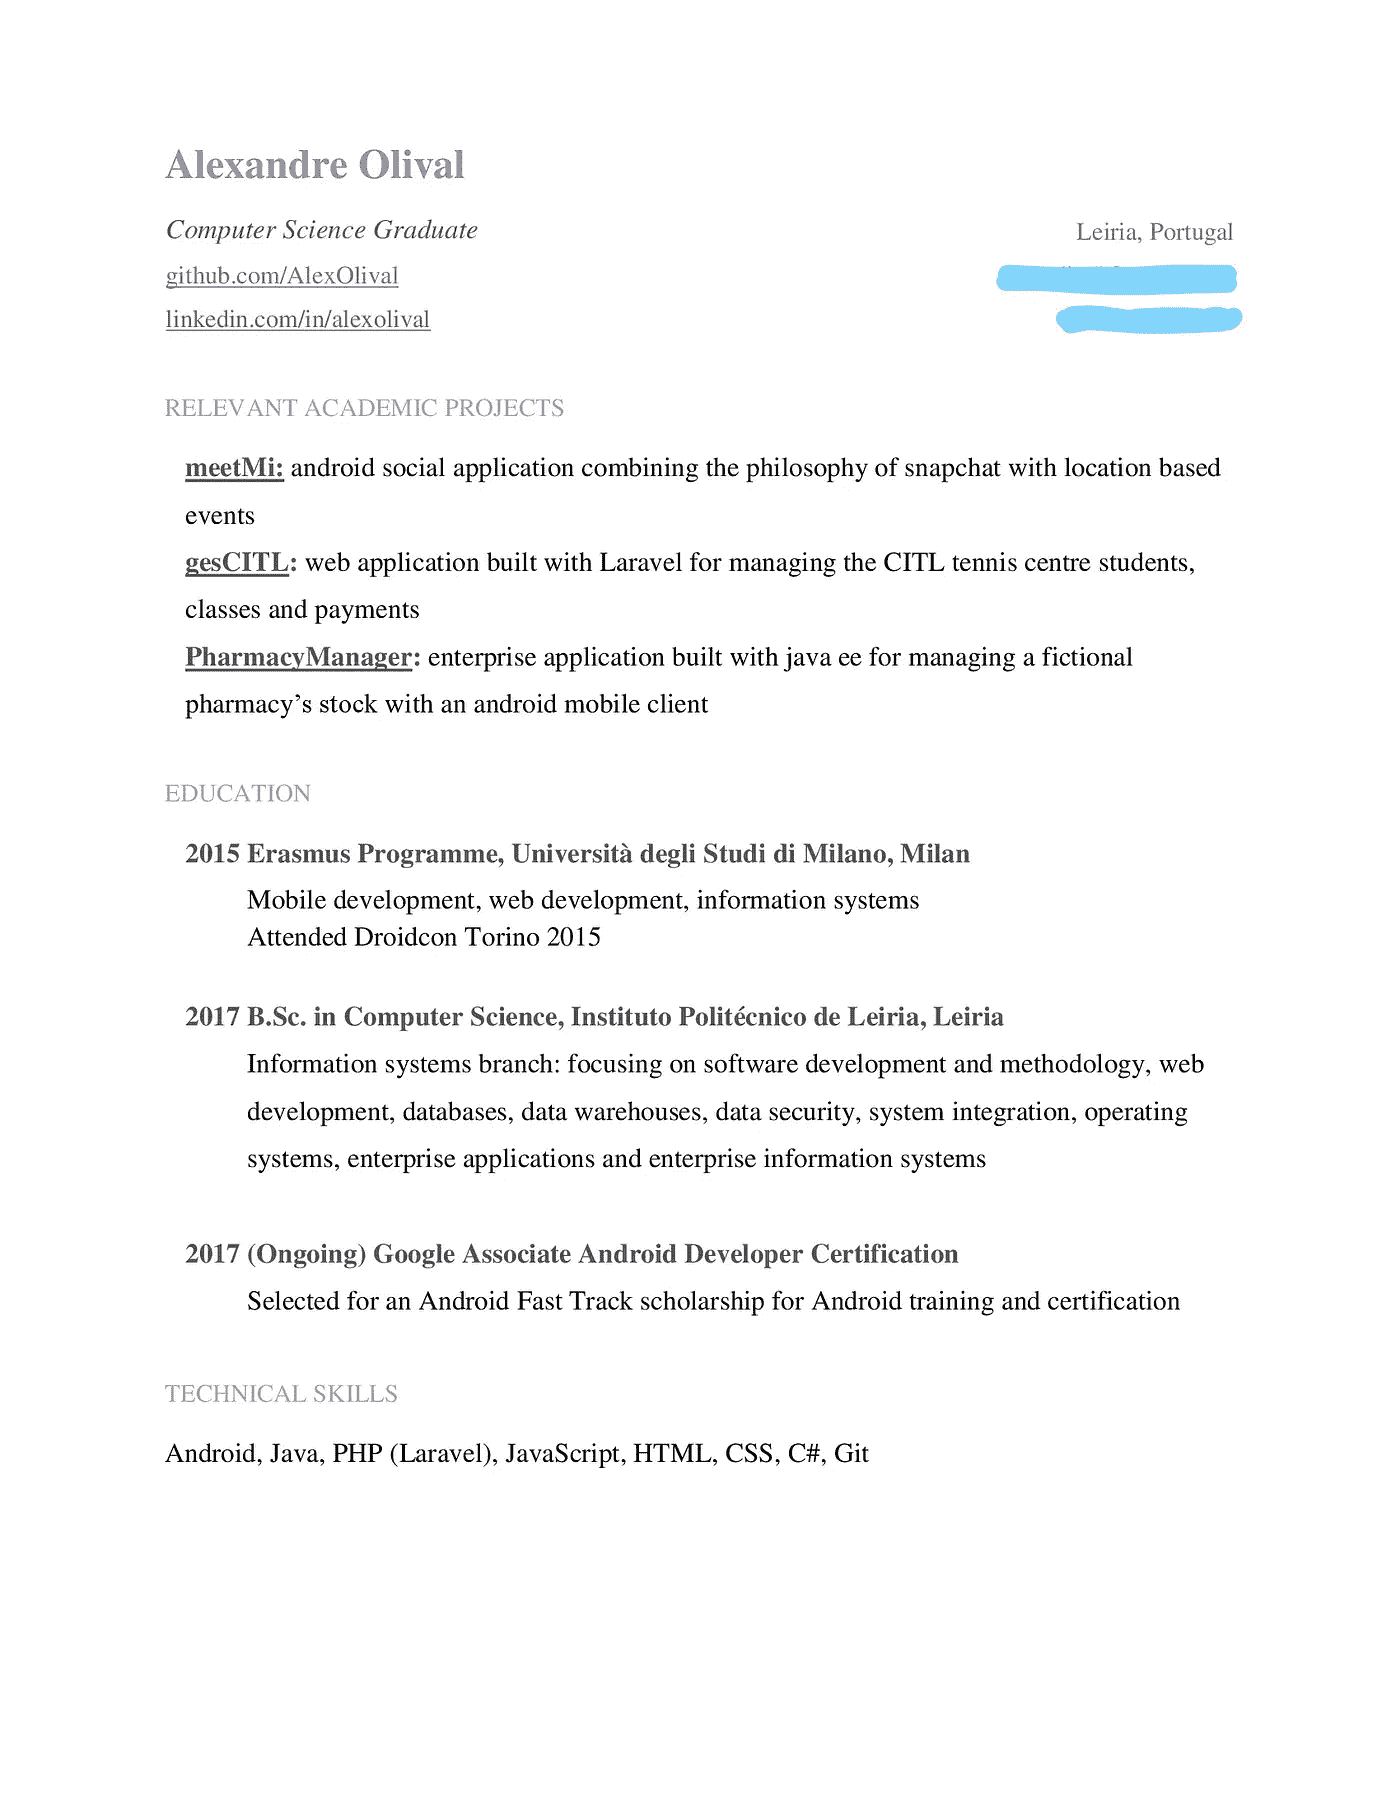 Alexandre Olival
Computer Science Graduate
Leiria, Portugal
github.com/AlexOlival
linkedin.com/in/alexolival
RELEVANT ACADEMIC PROJECTS
meetMi: android social application combining the philosophy of snapchat with location based
events
gesCITL: web application built with Laravel for managing the CITL tennis centre students,
classes and payments
PharmacyManager: enterprise application built with java ee for managing a fictional
pharmacy’s stock with an android mobile client
EDUCATION
2015 Erasmus Programme, Università degli Studi di Milano, Milan
Mobile development, web development, information systems
Attended Droidcon Torino 2015
2017 B.Sc. in Computer Science, Instituto Politécnico de Leiria, Leiria
Information systems branch: focusing on software development and methodology, web
development, databases, data warehouses, data security, system integration, operating
systems, enterprise applications and enterprise information systems
2017 (Ongoing) Google Associate Android Developer Certification
Selected for an Android Fast Track scholarship for Android training and certification
TECHNICAL SKILLS
Android, Java, PHP (Laravel), JavaScript, HTML, CSS, C#, Git